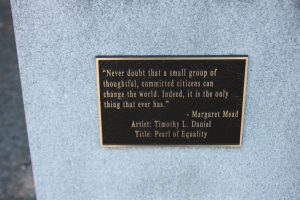 "Never doubt that a small group of
thoughtful, committed citizens can
change the world. Indeed, it is the only
thing that ever has."
- Margaret Mead
Artist: Timothy L. Daniel
Title: Pearl of Equality